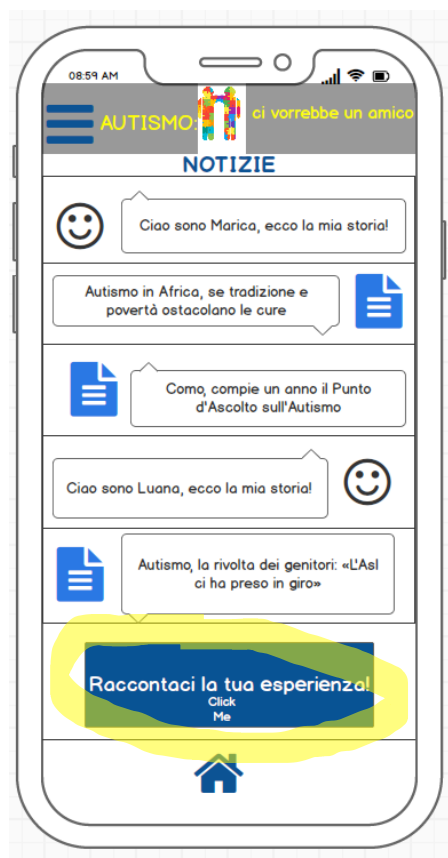 08:59 AM
AUTISMO:
ci vorrebbe un amico
NOTIZIE
Ciao sono Marica, ecco la mia storia!
Autismo in Africa, se tradizione e
povertà ostacolano le cure
Como, compie un anno il Punto
d'Ascolto sull'Autismo
Ciao sono Luana, ecco la mia storia!
Autismo, la rivolta dei genitori: «L'Asl
ci ha preso in giro»
Raccontaci la tua esperienza!
Click
Me